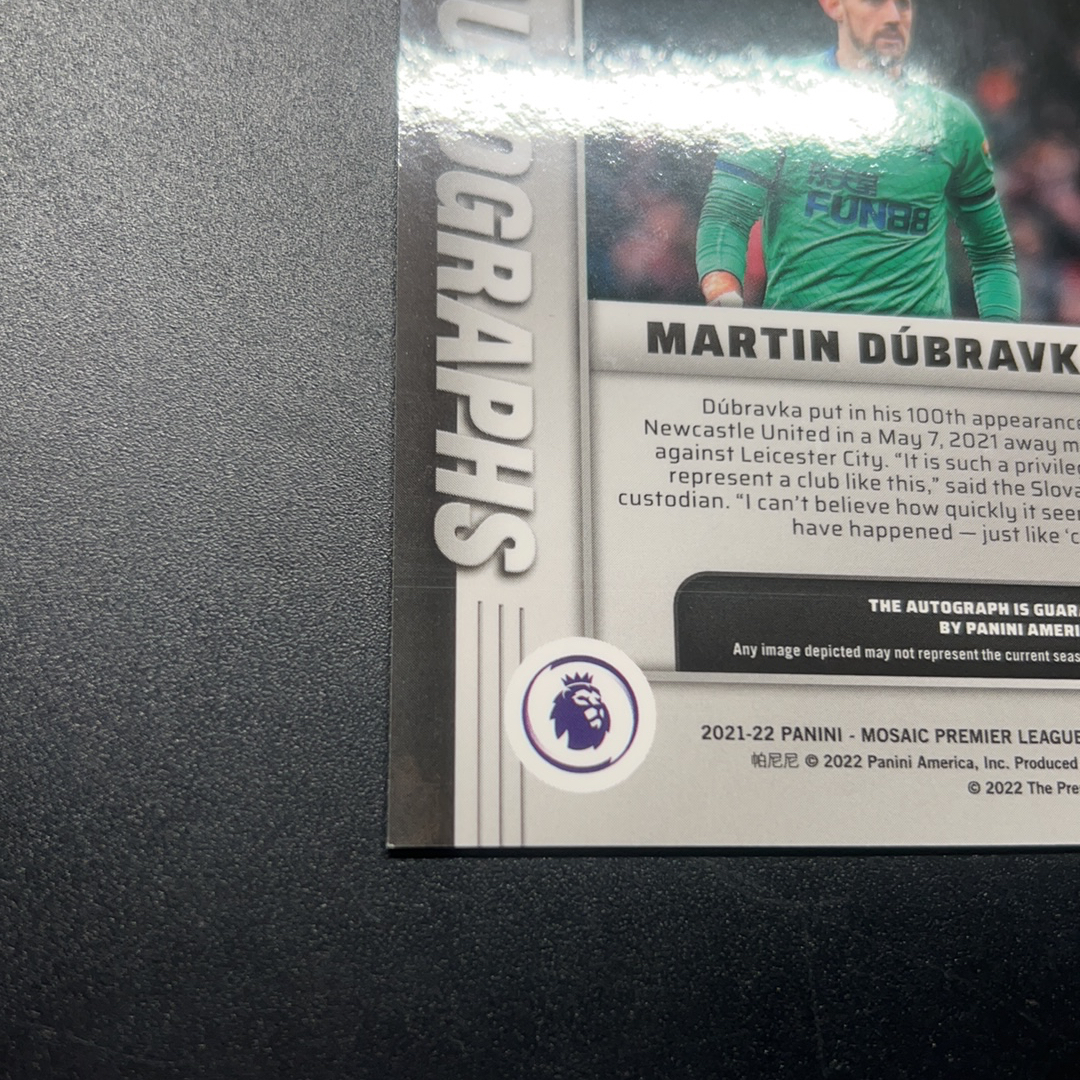 AUTOGRAPHS
FUN88
MARTIN DÚBRAVK
Dúbravka put in his 100th appearance
Newcastle United in a May 7, 2021 away m
against Leicester City. “It is such a privileg
represent a club like this,” said the Slova
custodian. “I can’t believe how quickly it seem
have happened — just like ‘c
THE AUTOGRAPH IS GUAR
BY PANINI AMERI
Any image depicted may not represent the current seas
2021-22 PANINI - MOSAIC PREMIER LEAGUE
帕尼尼 © 2022 Panini America, Inc. Produced
© 2022 The Pre